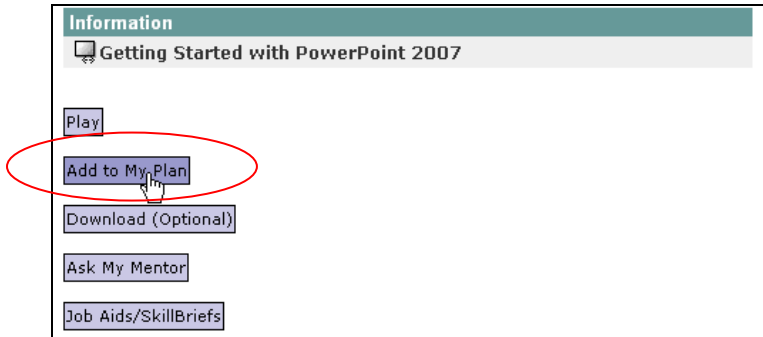 Information
Getting Started with PowerPoint 2007
Play
Add to My Plan
Download (Optional)
Ask My Mentor
Job Aids/SkillBriefs